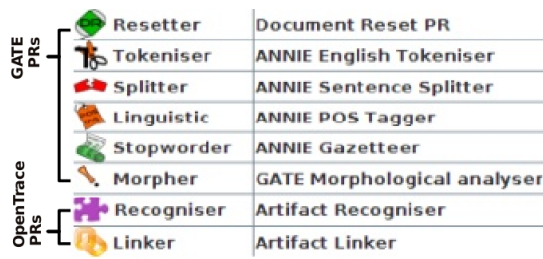 GATE
PRs
Resetter Document Reset PR
Tokeniser ANNIE English Tokeniser
Splitter ANNIE Sentence Splitter
Linguistic ANNIE POS Tagger
Stopworder ANNIE Gazetteer
Morpher GATE Morphological analyser
OpenTrace
PRs
Recogniser Artifact Recogniser
Linker Artifact Linker